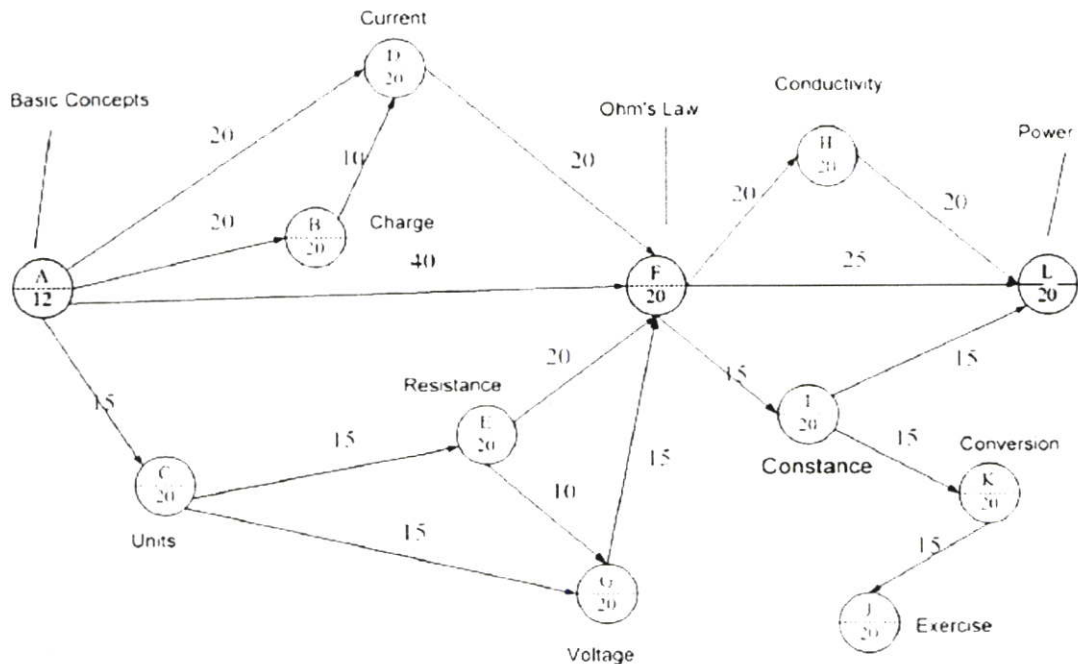 Current
D
20
Basic Concepts
Conductivity
Ohm's Law
Power
H
20
20
20
10
20
20
20
B
20
Charge
40
25
A
12
F
20
L
20
15
Resistance
20
15
15
E
20
15
I
20
15
Conversion
Constance
15
K
20
C
20
10
15
Units
15
G
20
J
20
Exercise
Voltage